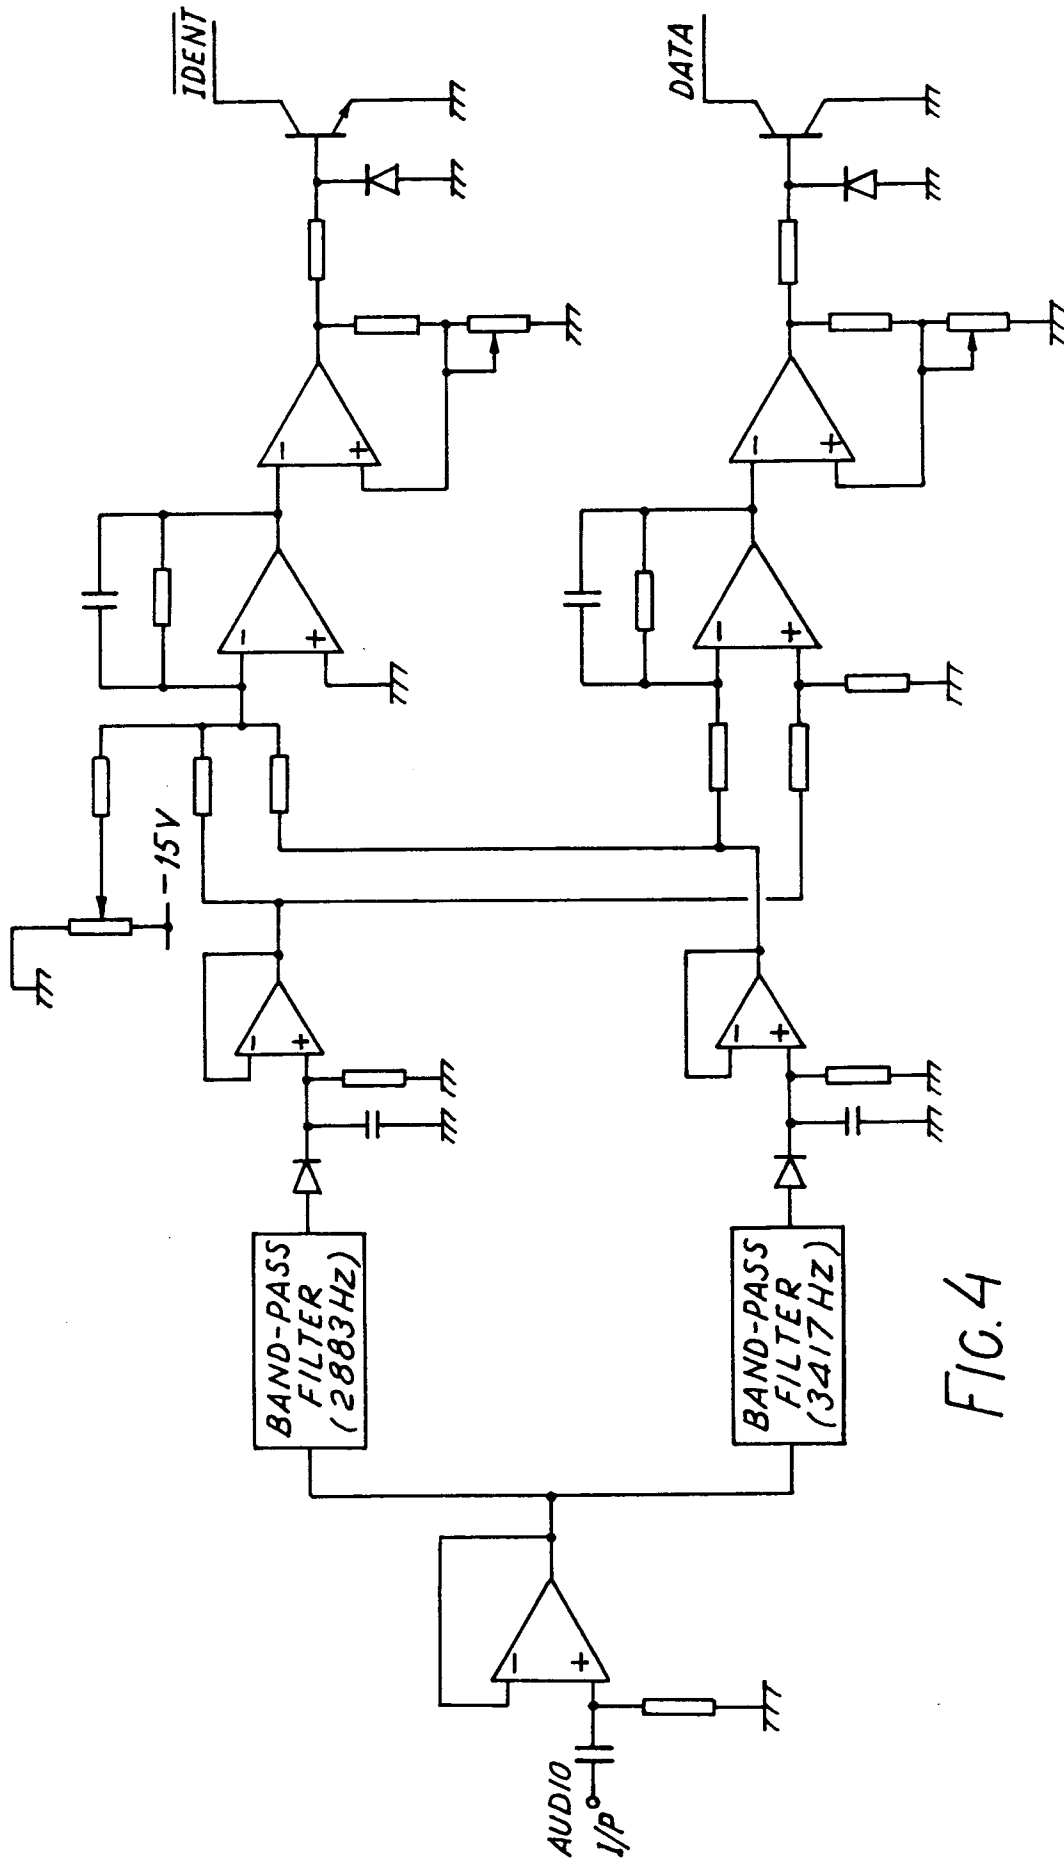 AUDIO
I/P
BAND-PASS
FILTER
(2883Hz)
BAND-PASS
FILTER
(3417Hz)
-15V
IDENT
DATA
+
-
+
-
+
-
+
-
+
-
+
-
+
-
FIG. 4